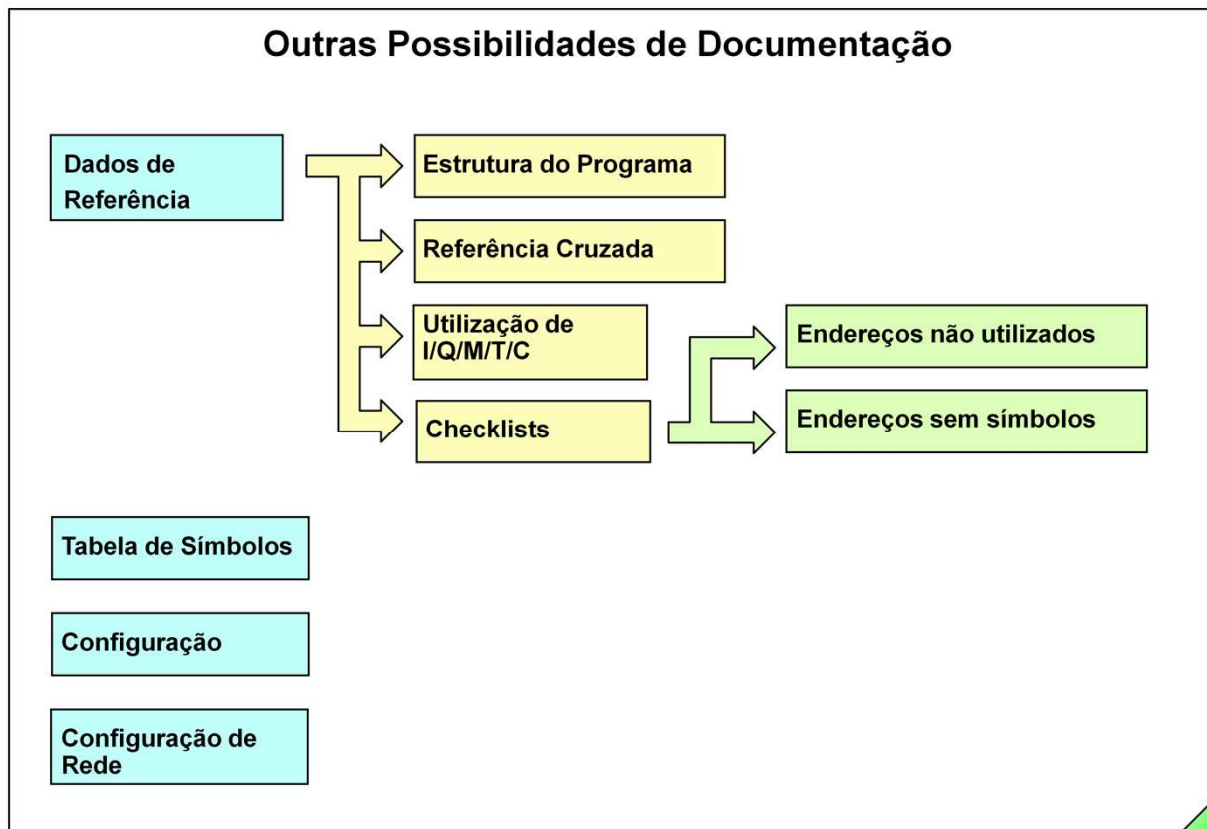 Outras Possibilidades de Documentação
Dados de
Referência
Estrutura do Programa
Referência Cruzada
Utilização de
I/Q/M/T/C
Checklists
Endereços não utilizados
Endereços sem símbolos
Tabela de Símbolos
Configuração
Configuração de
Rede